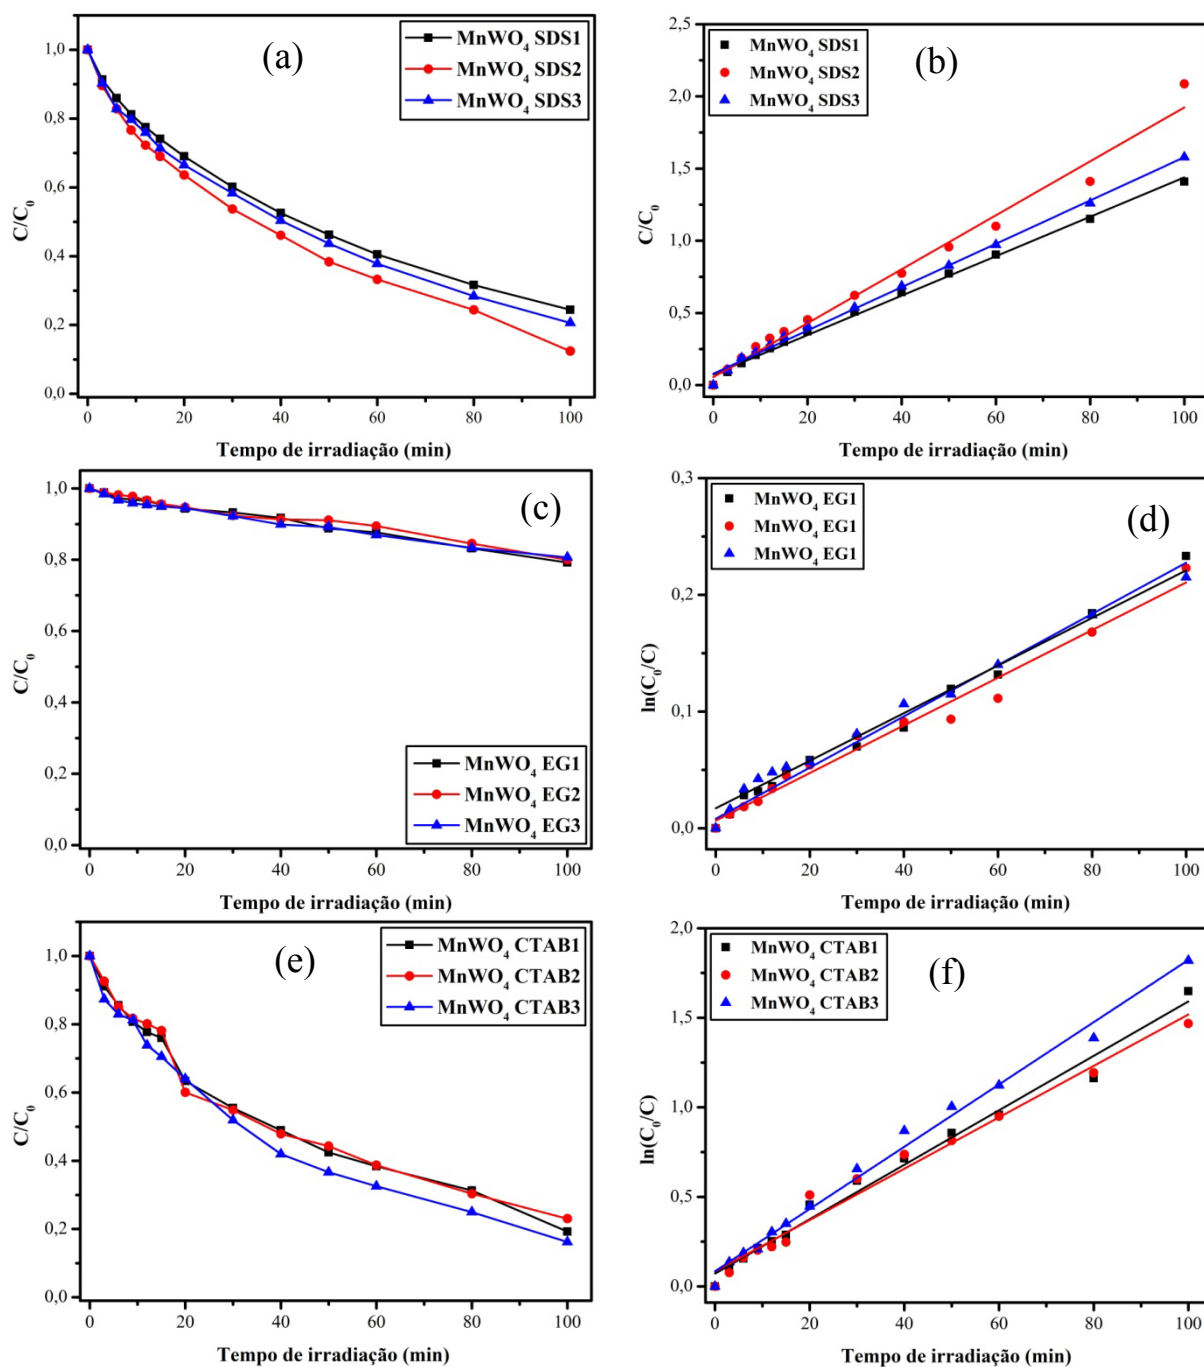 (a)
MnWO4 SDS1
MnWO4 SDS2
MnWO4 SDS3
C/C0
1,0
0,8
0,6
0,4
0,2
0,0
0 20 40 60 80 100
Tempo de irradiação (min)
(b)
MnWO4 SDS1
MnWO4 SDS2
MnWO4 SDS3
C/C0
2,5
2,0
1,5
1,0
0,5
0,0
0 20 40 60 80 100
Tempo de irradiação (min)
(c)
C/C0
1,0
0,8
0,6
0,4
0,2
0,0
MnWO4 EG1
MnWO4 EG2
MnWO4 EG3
0 20 40 60 80 100
Tempo de irradiação (min)
(d)
MnWO4 EG1
MnWO4 EG1
MnWO4 EG1
ln(C0/C)
0,3
0,2
0,1
0,0
0 20 40 60 80 100
Tempo de irradiação (min)
(e)
MnWO4 CTAB1
MnWO4 CTAB2
MnWO4 CTAB3
C/C0
1,0
0,8
0,6
0,4
0,2
0,0
0 20 40 60 80 100
Tempo de irradiação (min)
(f)
MnWO4 CTAB1
MnWO4 CTAB2
MnWO4 CTAB3
ln(C0/C)
2,0
1,5
1,0
0,5
0,0
0 20 40 60 80 100
Tempo de irradiação (min)